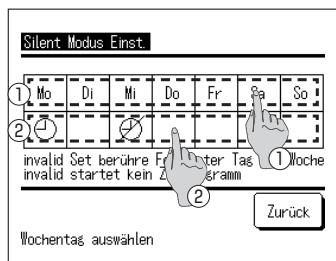 Silent Modus Einst.
① Mo Di Mi Do Fr Sa So
②
invalid Set berühre Tag ① Woche
invalid startet kein
②
Zurück
Wochentag auswählen